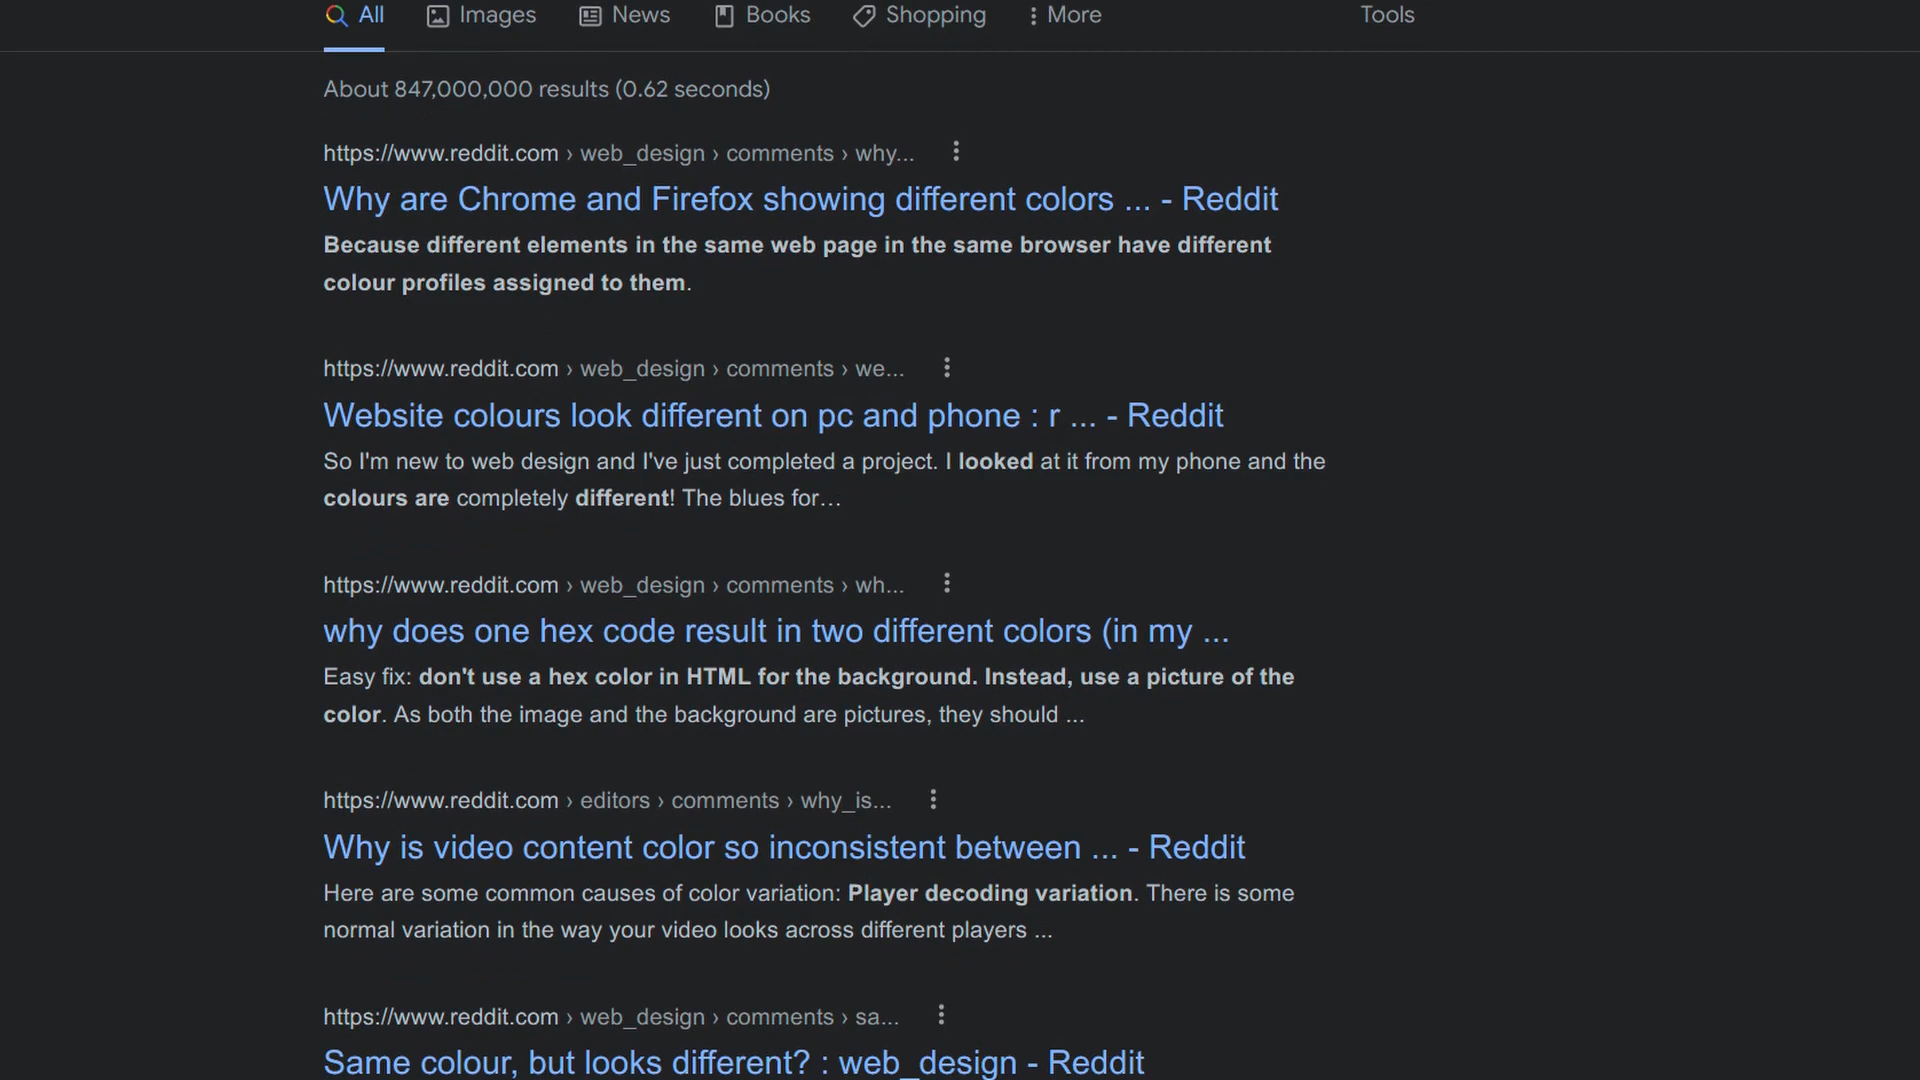 All Images News Books Shopping More Tools
About 847,000,000 results (0.62 seconds)
https://www.reddit.com › web_design › comments › why...
Why are Chrome and Firefox showing different colors ... - Reddit
Because different elements in the same web page in the same browser have different
colour profiles assigned to them.
https://www.reddit.com › web_design › comments › we...
Website colours look different on pc and phone : r ... - Reddit
So I'm new to web design and I've just completed a project. I looked at it from my phone and the
colours are completely different! The blues for…
https://www.reddit.com › web_design › comments › wh...
why does one hex code result in two different colors (in my ...
Easy fix: don't use a hex color in HTML for the background. Instead, use a picture of the
color. As both the image and the background are pictures, they should ...
https://www.reddit.com › editors › comments › why_is...
Why is video content color so inconsistent between ... - Reddit
Here are some common causes of color variation: Player decoding variation. There is some
normal variation in the way your video looks across different players ...
https://www.reddit.com › web_design › comments › sa...
Same colour, but looks different? : web_design - Reddit